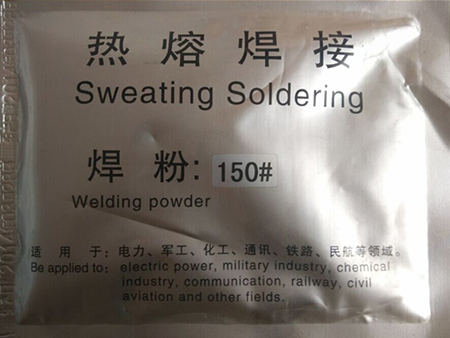 热熔焊接
Sweating Soldering
焊粉: 150#
Welding powder
适用于: 电力、军工、化工、通讯、铁路、民航等领域。
Be applied to: electric power, military industry, chemical
industry, communication, railway, civil
aviation and other fields.